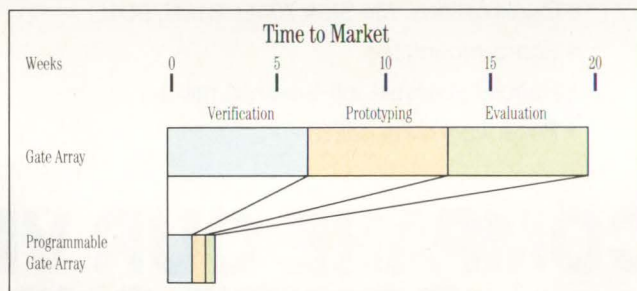 Time to Market
Weeks 0 5 10 15 20
Verification Prototyping Evaluation
Gate Array
Programmable
Gate Array